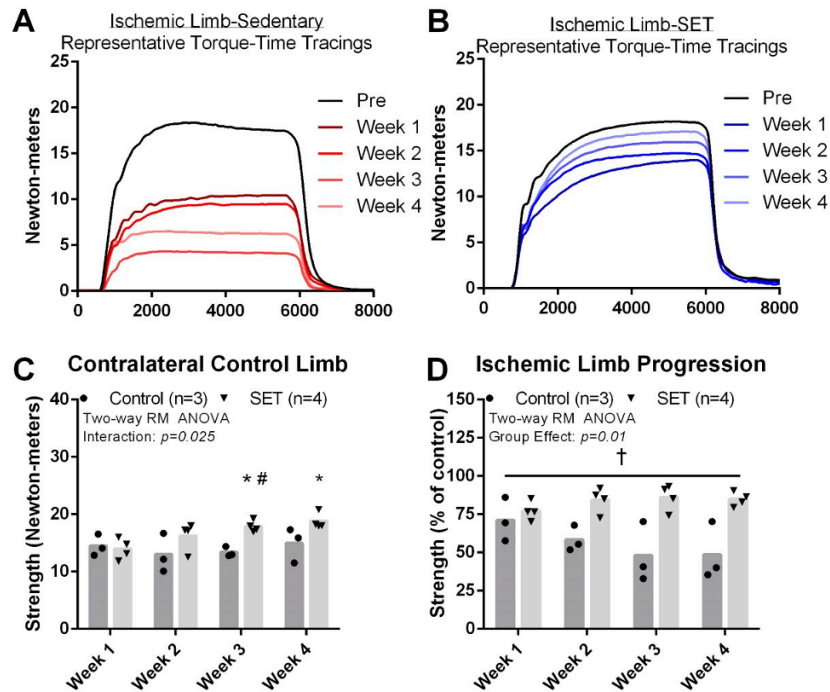 A
Ischemic Limb-Sedentary
Representative Torque-Time Tracings
Newton-meters
25
20
15
10
5
0
0 2000 4000 6000 8000
Pre
Week 1
Week 2
Week 3
Week 4
B
Ischemic Limb-SET
Representative Torque-Time Tracings
Newton-meters
25
20
15
10
5
0
0 2000 4000 6000 8000
Pre
Week 1
Week 2
Week 3
Week 4
C Contralateral Control Limb
Strength (Newton-meters)
40
30
20
10
0
Control (n=3) SET (n=4)
Two-way RM ANOVA
Interaction: p=0.025
* # *
Week 1 Week 2 Week 3 Week 4
D Ischemic Limb Progression
Strength (% of control)
150
125
100
75
50
25
0
Control (n=3) SET (n=4)
Two-way RM ANOVA
Group Effect: p=0.01
†
Week 1 Week 2 Week 3 Week 4